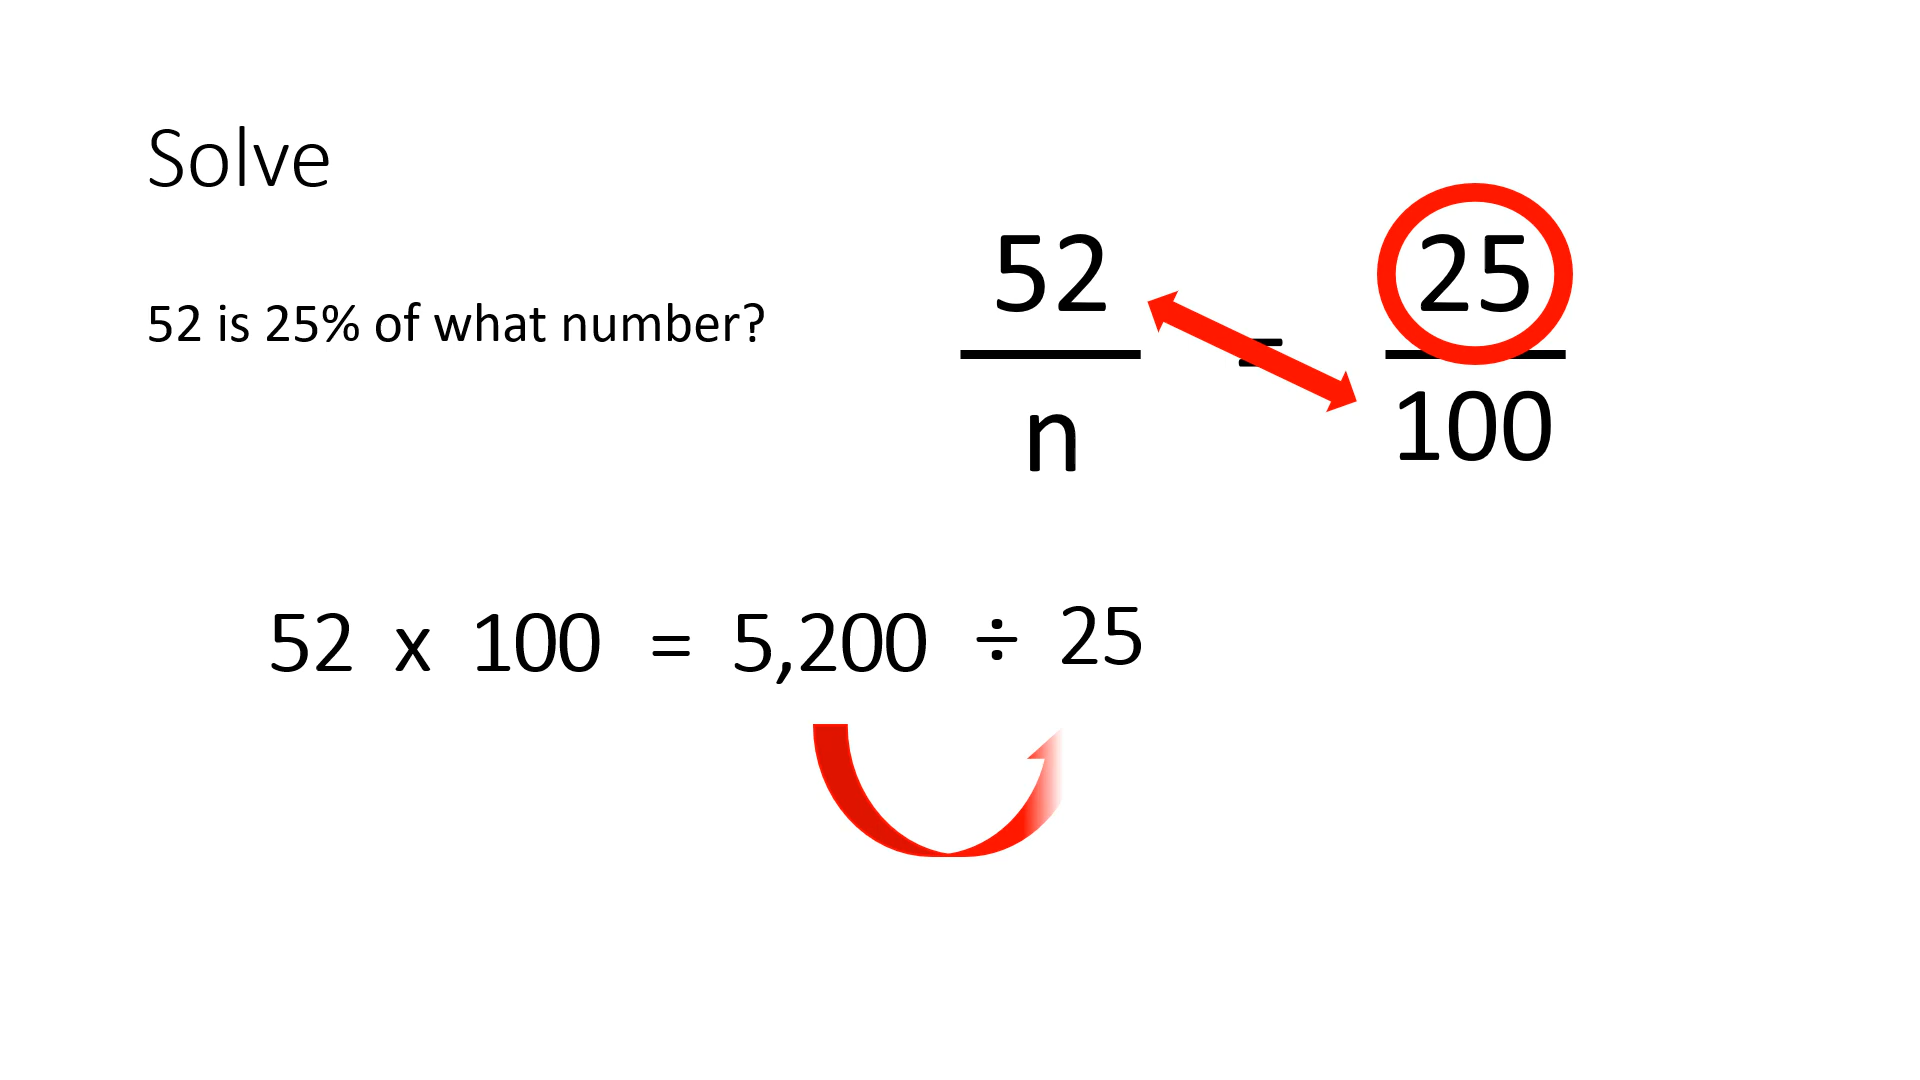 Solve
52 is 25% of what number?
52 = 25
n 100
52 x 100 = 5,200 ÷ 25